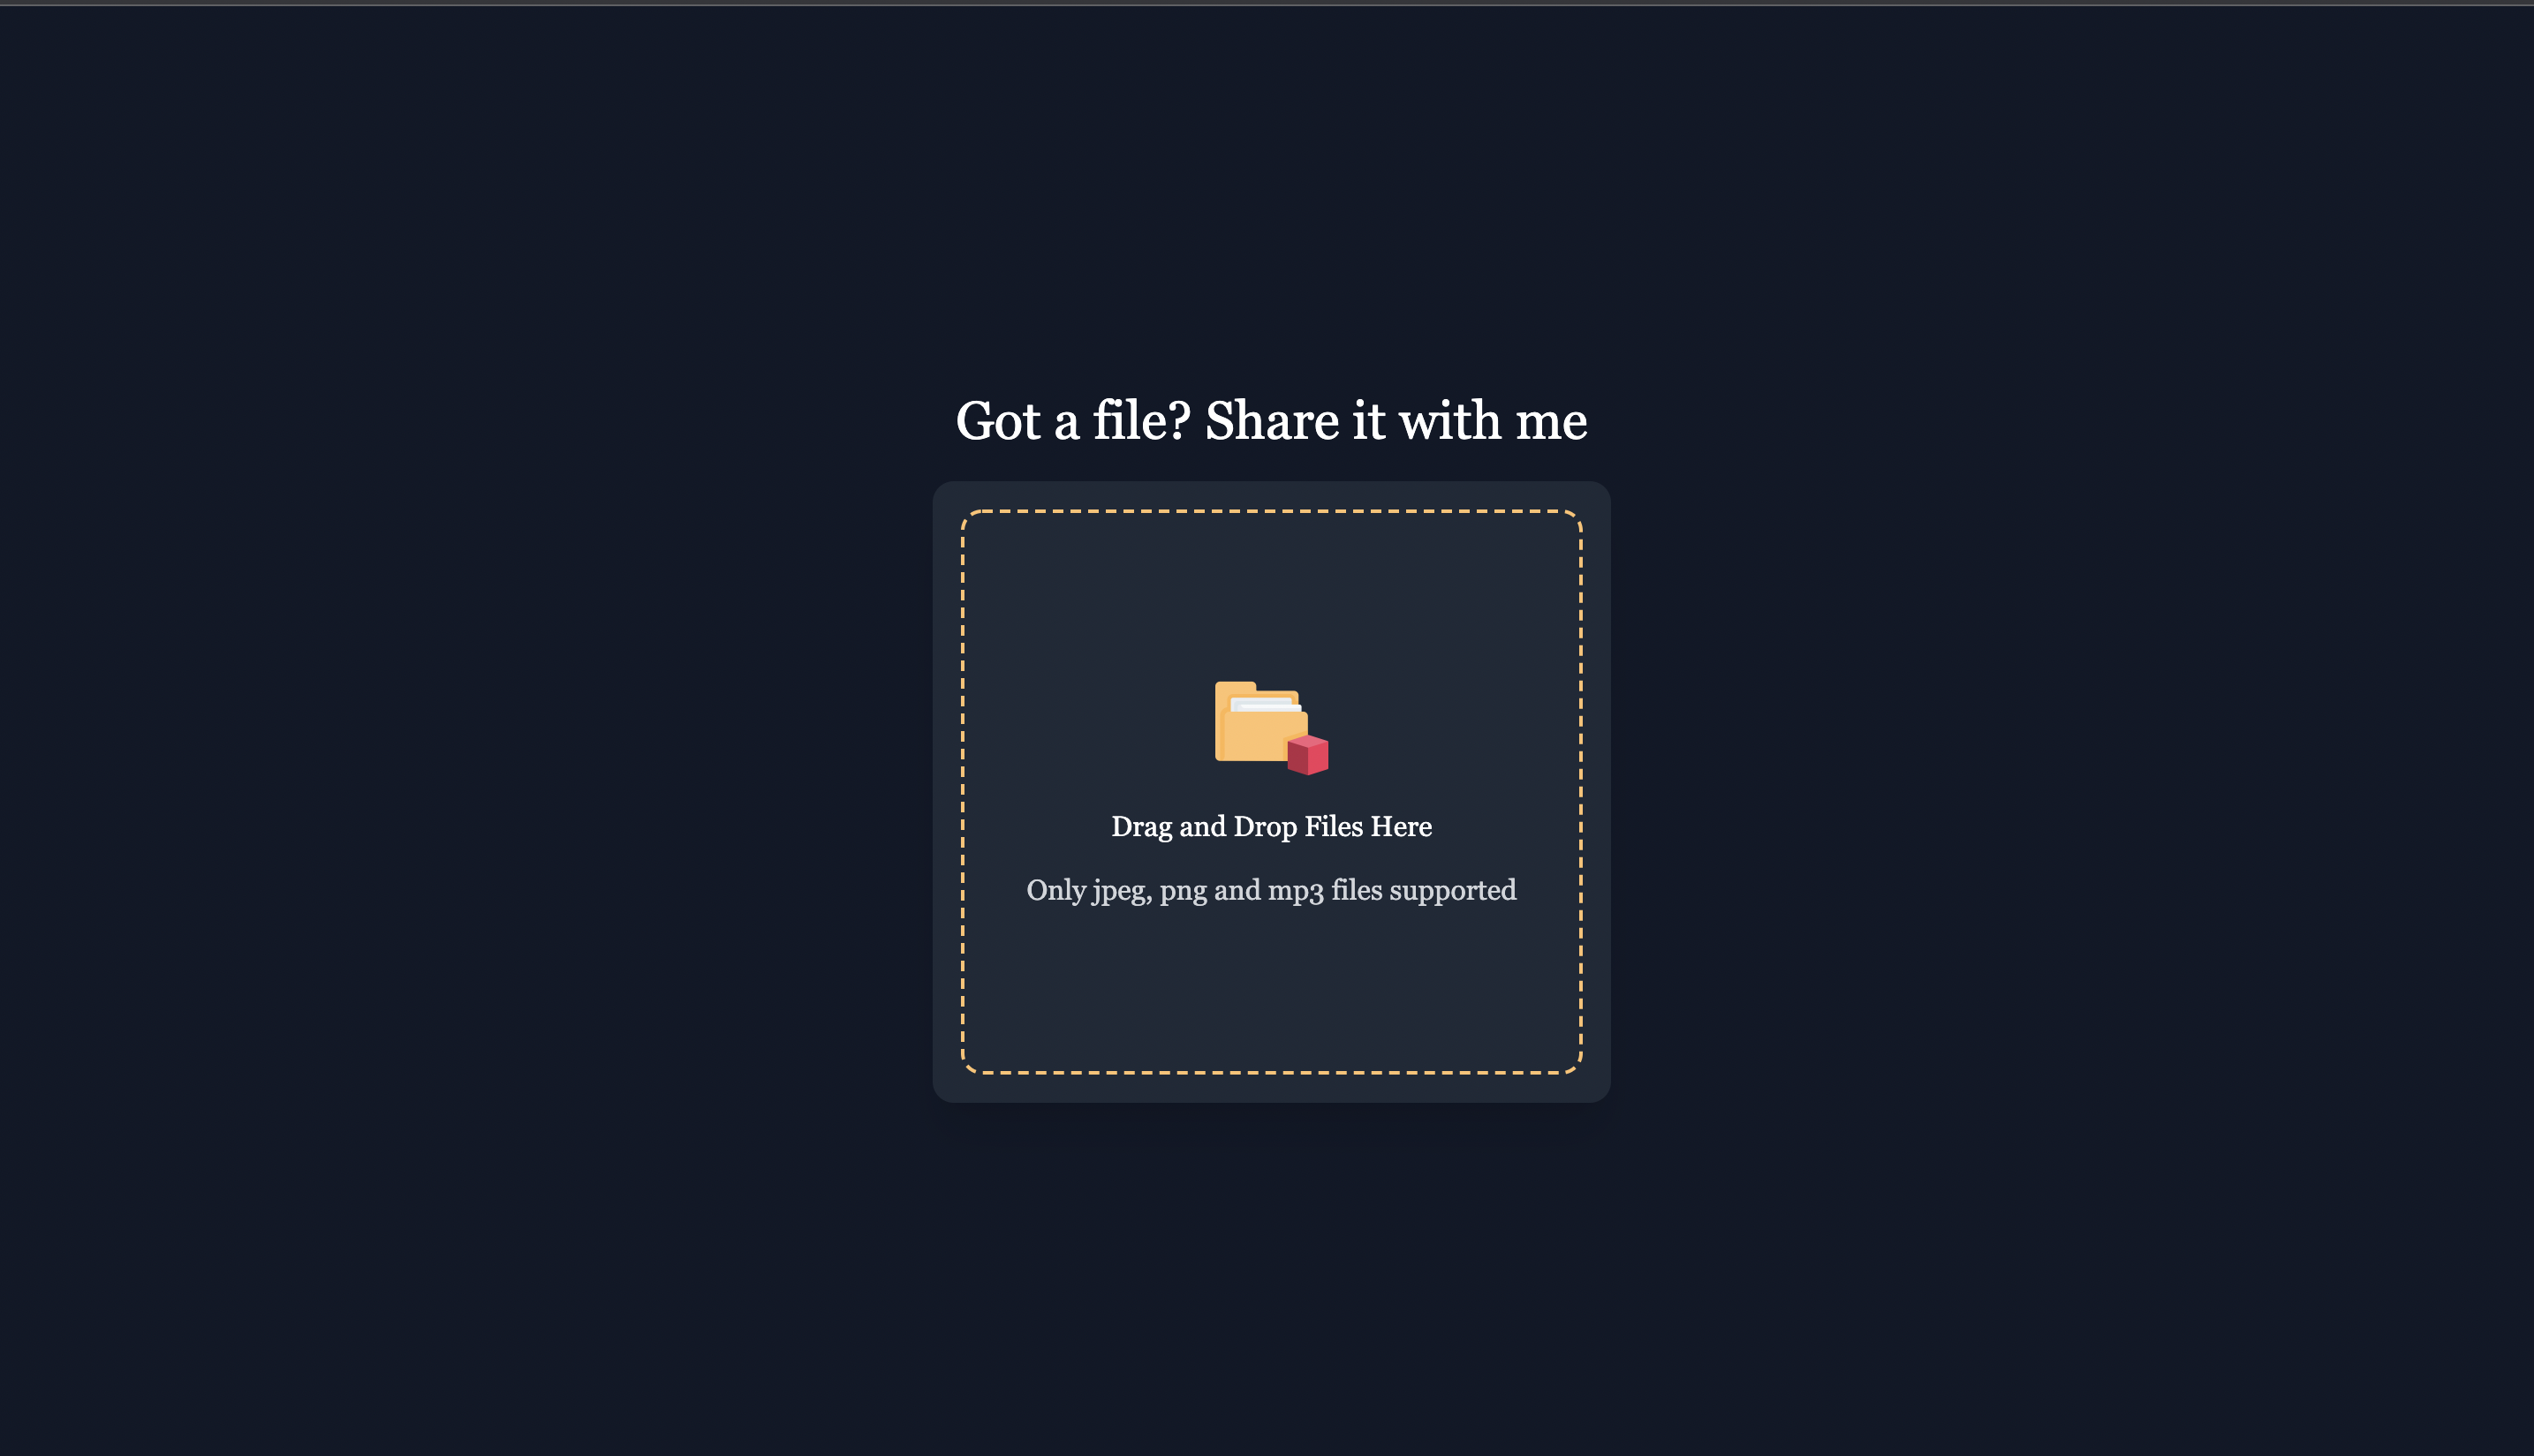 Got a file? Share it with me
Drag and Drop Files Here
Only jpeg, png and mp3 files supported